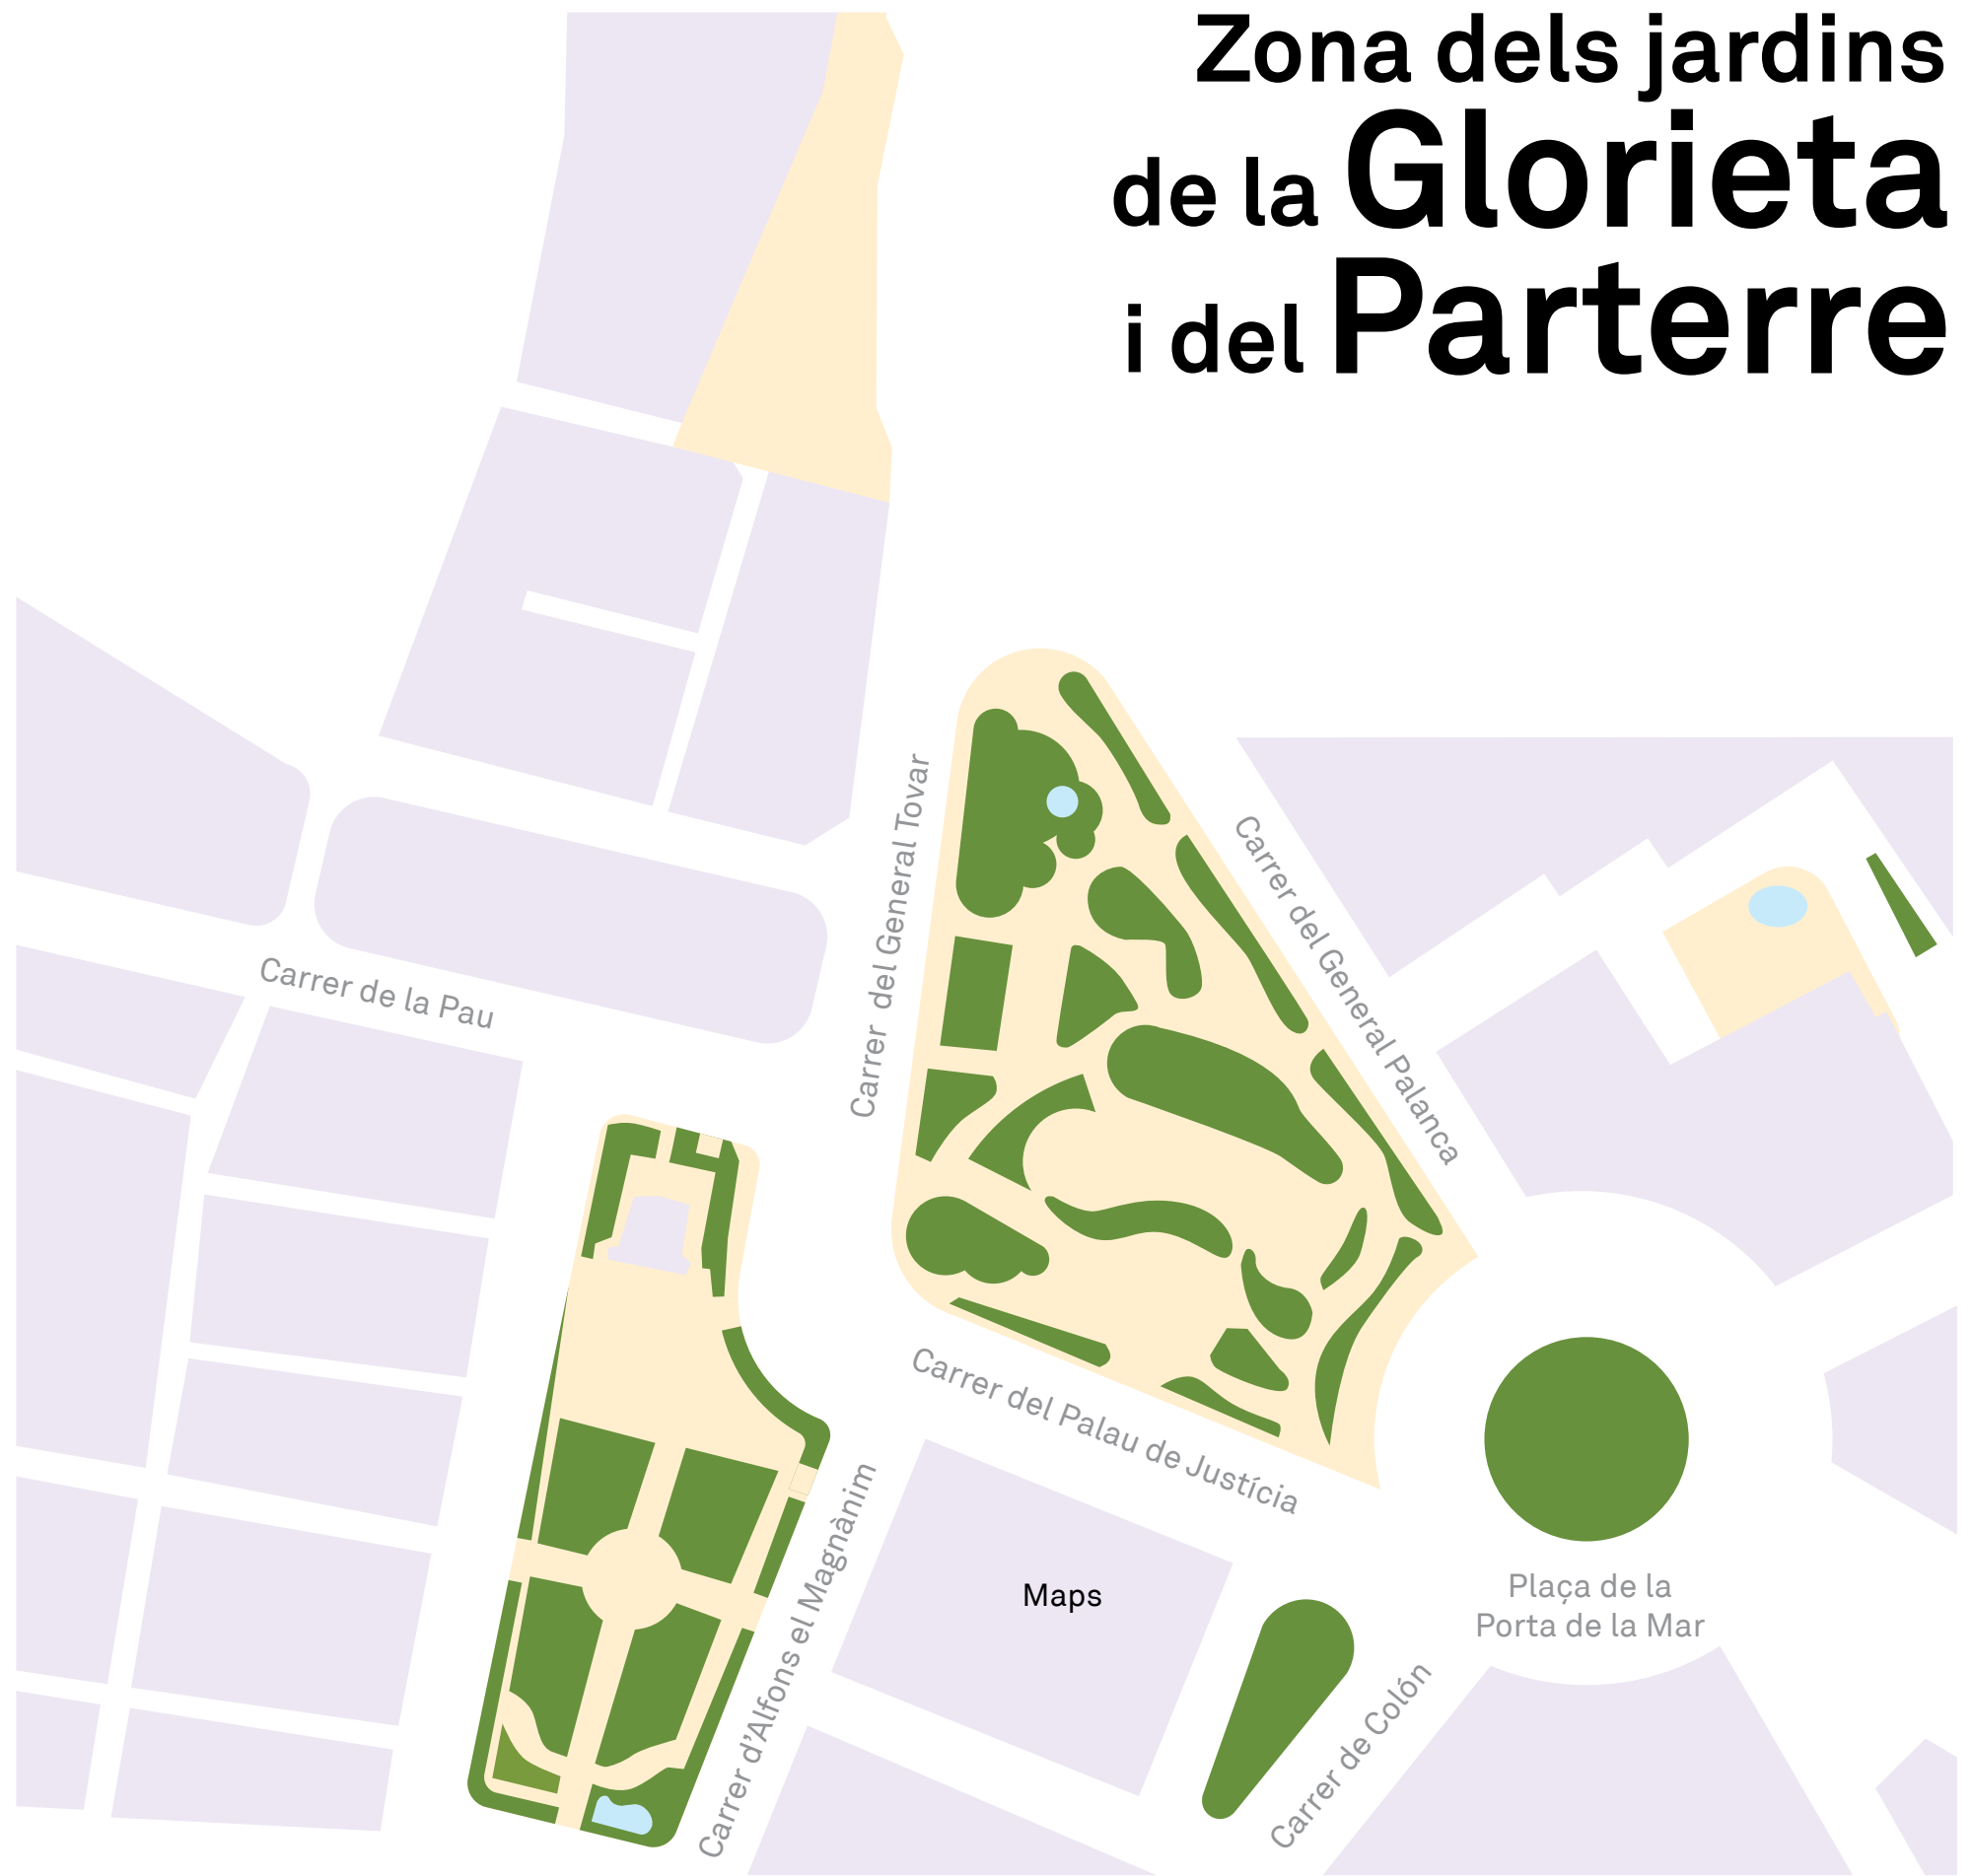 Zona dels jardins
de la Glorieta
i del Parterre
Carrer del General Tovar
Carrer del General Palanca
Carrer de la Pau
Carrer del Palau de Justícia
Carrer d'Alfons el Magnànim
Maps
Plaça de la
Porta de la Mar
Carrer de Colón